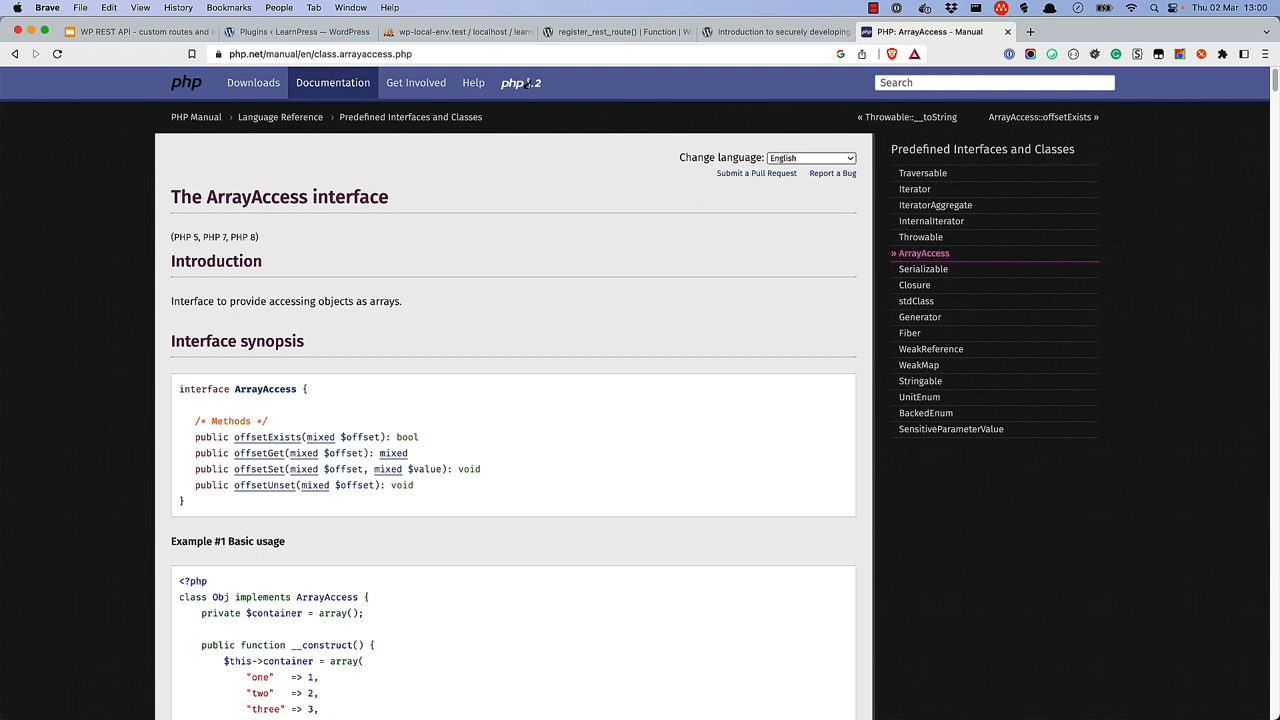 Brave File Edit View History Bookmarks People Tab Window Help Thu 02 Mar 13:00
WP REST API - custom routes and e
Plugins ‹ LearnPress — WordPress
wp-local-env.test / localhost / learn
register_rest_route() | Function | W
Introduction to securely developing
PHP: ArrayAccess - Manual
php.net/manual/en/class.arrayaccess.php
php Downloads Documentation Get Involved Help Search
PHP Manual › Language Reference › Predefined Interfaces and Classes
« Throwable::__toString ArrayAccess::offsetExists »
Change language: English
Submit a Pull Request Report a Bug
The ArrayAccess interface
(PHP 5, PHP 7, PHP 8)
Introduction
Interface to provide accessing objects as arrays.
Interface synopsis
interface ArrayAccess {
/* Methods */
public offsetExists(mixed $offset): bool
public offsetGet(mixed $offset): mixed
public offsetSet(mixed $offset, mixed $value): void
public offsetUnset(mixed $offset): void
}
Example #1 Basic usage
<?php
class Obj implements ArrayAccess {
private $container = array();
public function __construct() {
$this->container = array(
"one" => 1,
"two" => 2,
"three" => 3,
Predefined Interfaces and Classes
Traversable
Iterator
IteratorAggregate
InternalIterator
Throwable
» ArrayAccess
Serializable
Closure
stdClass
Generator
Fiber
WeakReference
WeakMap
Stringable
UnitEnum
BackedEnum
SensitiveParameterValue